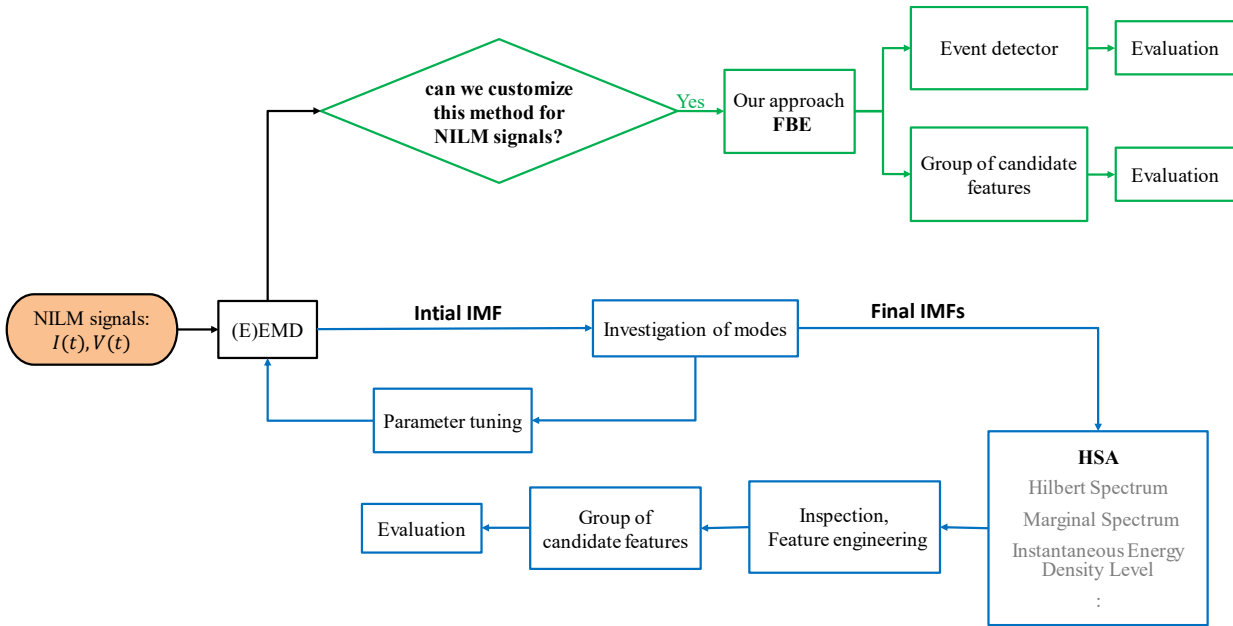 can we customize
this method for
NILM signals?
Yes
Our approach
FBE
Event detector
Evaluation
Group of candidate
features
Evaluation
NILM signals:
I(t), V(t)
(E)EMD
Intial IMF
Investigation of modes
Final IMFs
Parameter tuning
HSA
Hilbert Spectrum
Marginal Spectrum
Instantaneous Energy
Density Level
:
Inspection,
Feature engineering
Group of
candidate features
Evaluation